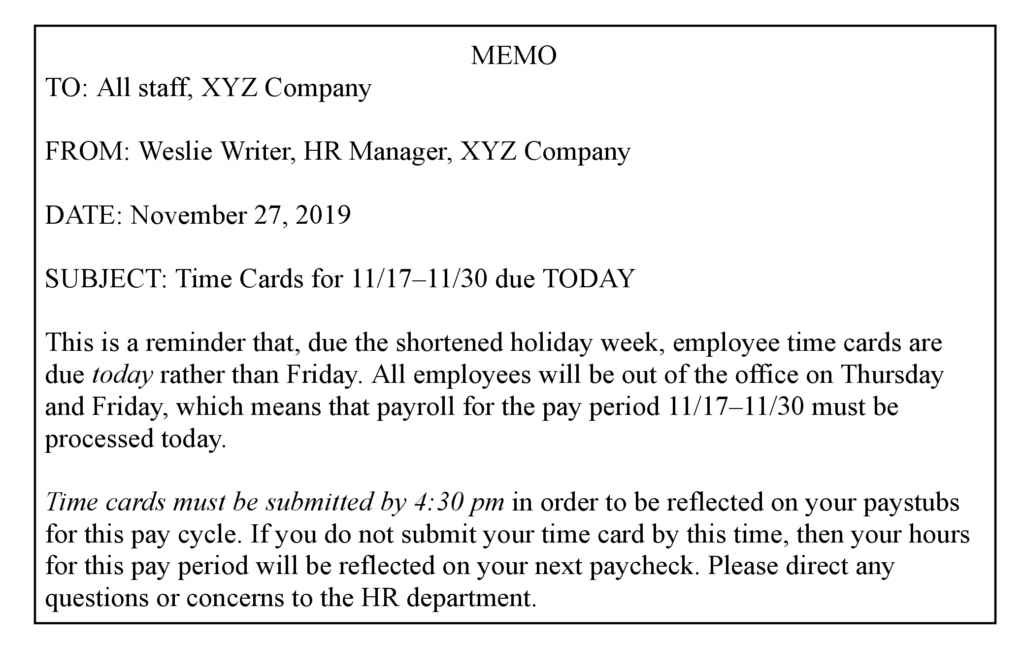 MEMO
TO: All staff, XYZ Company
FROM: Weslie Writer, HR Manager, XYZ Company
DATE: November 27, 2019
SUBJECT: Time Cards for 11/17–11/30 due TODAY
This is a reminder that, due the shortened holiday week, employee time cards are
due today rather than Friday. All employees will be out of the office on Thursday
and Friday, which means that payroll for the pay period 11/17–11/30 must be
processed today.
Time cards must be submitted by 4:30 pm in order to be reflected on your paystubs
for this pay cycle. If you do not submit your time card by this time, then your hours
for this pay period will be reflected on your next paycheck. Please direct any
questions or concerns to the HR department.